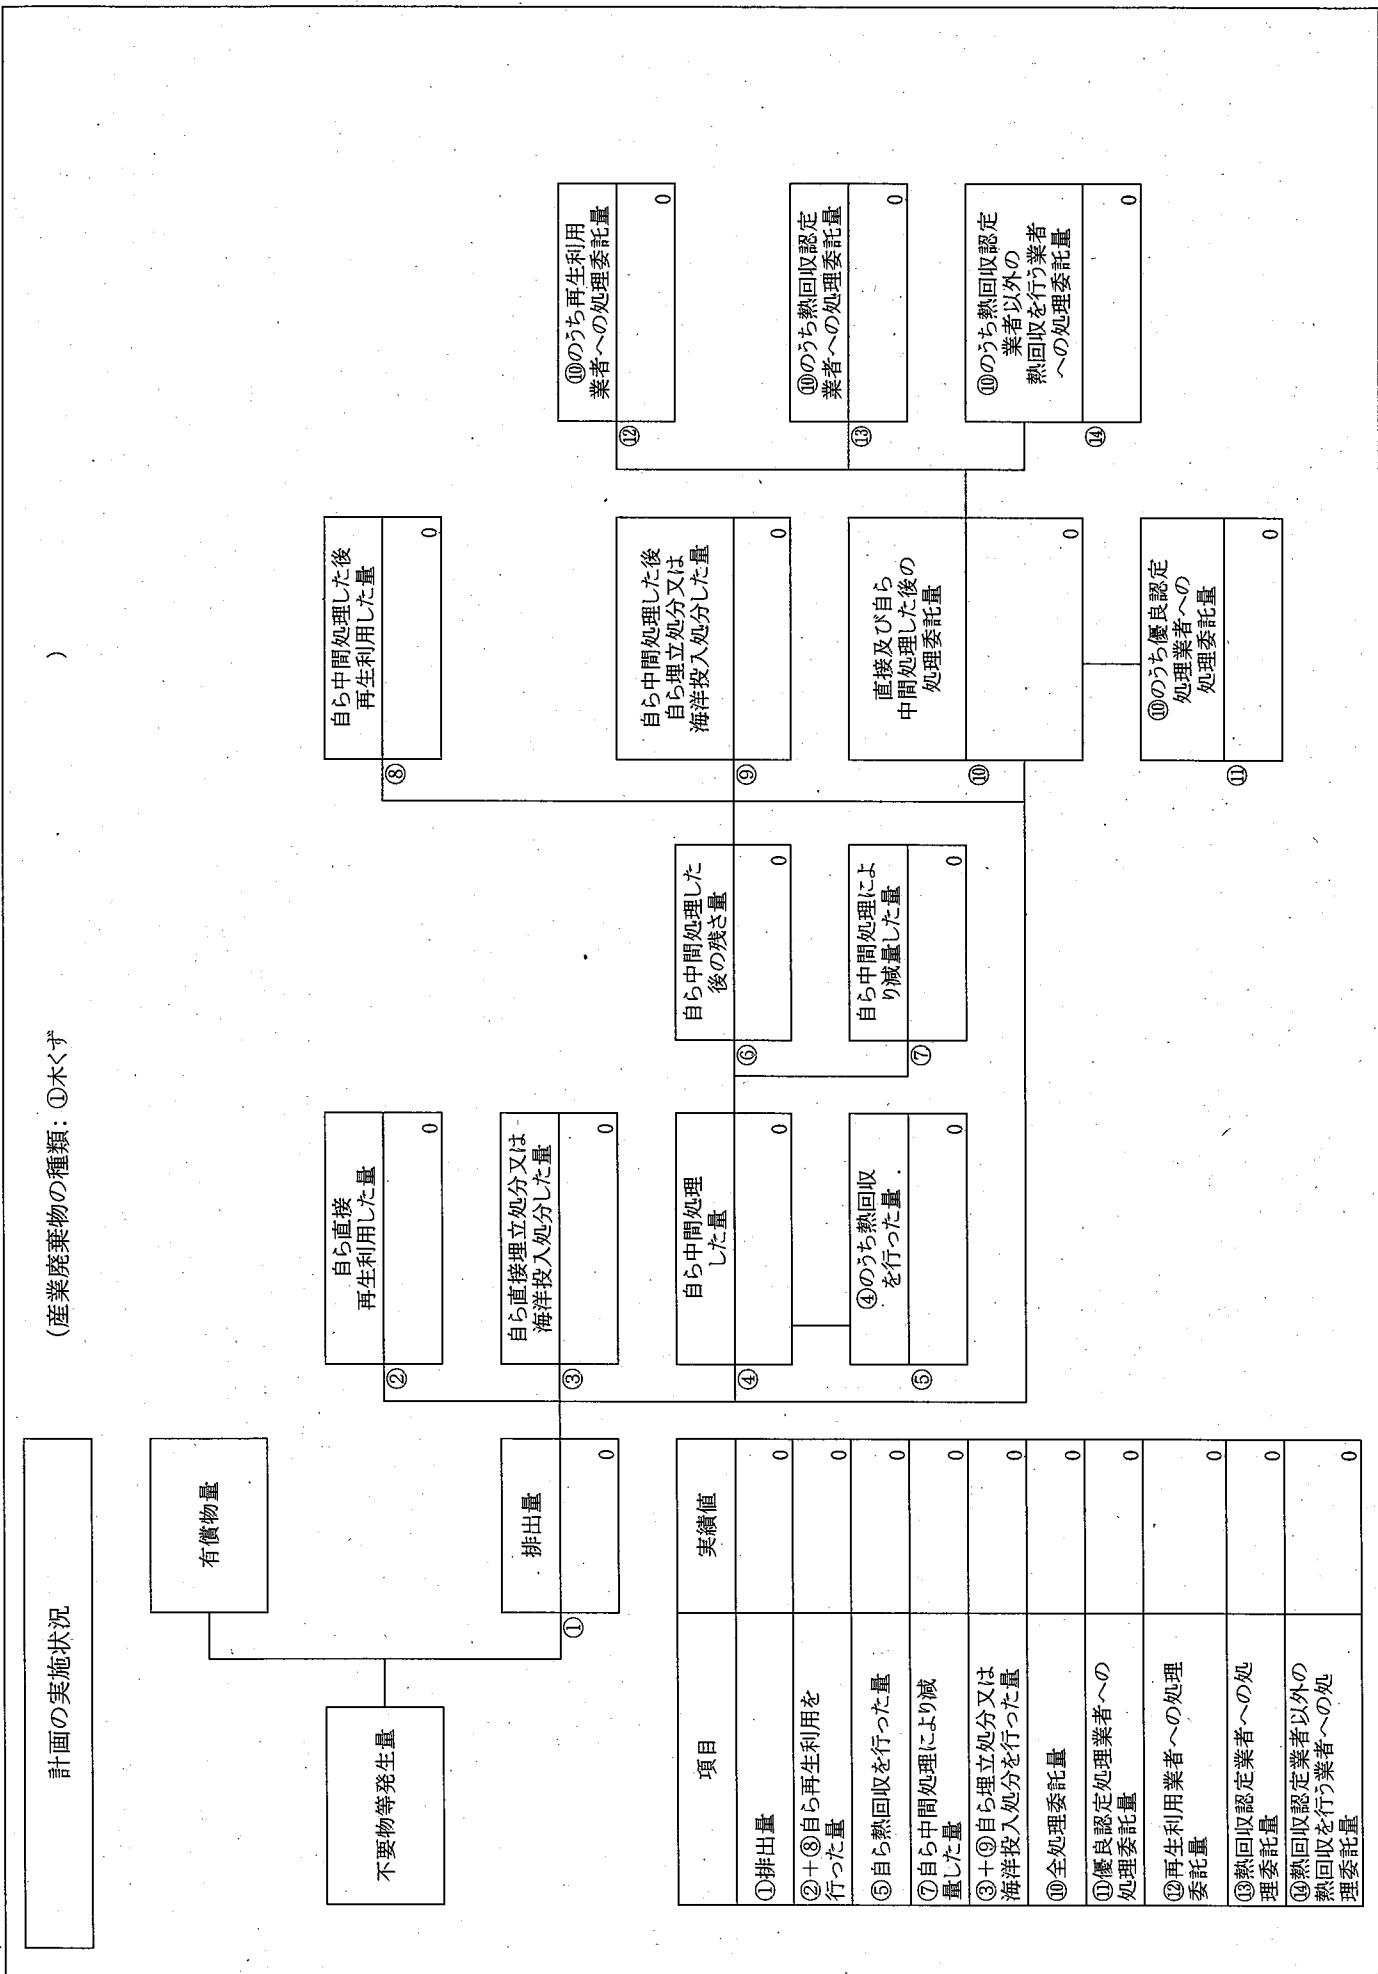 計画の実施状況
(産業廃棄物の種類：①木くず
)
不要物等発生量
有償物量
①
排出量
0
②
自ら直接
再生利用した量
0
③
自ら直接埋立処分又は
海洋投入処分した量
0
④
自ら中間処理
した量
0
⑤
④のうち熱回収
を行った量
0
⑥
自ら中間処理した
後の残さ量
0
⑦
自ら中間処理によ
り減量した量
0
⑧
自ら中間処理した後
再生利用した量
0
⑨
自ら中間処理した後
自ら埋立処分又は
海洋投入処分した量
0
⑩
直接及び自ら
中間処理した後の
処理委託量
0
⑪
⑩のうち優良認定
処理業者への
処理委託量
0
⑫
⑩のうち再生利用
業者への処理委託量
0
⑬
⑩のうち熱回収認定
業者への処理委託量
0
⑭
⑩のうち熱回収認定
業者以外の
熱回収を行う業者
への処理委託量
0
項目 実績値
①排出量 0
②＋⑧自ら再生利用を
行った量 0
⑤自ら熱回収を行った量 0
⑦自ら中間処理により減
量した量 0
③＋⑨自ら埋立処分又は
海洋投入処分を行った量 0
⑩全処理委託量 0
⑪優良認定処理業者への
処理委託量 0
⑫再生利用業者への処理
委託量 0
⑬熱回収認定業者への処
理委託量 0
⑭熱回収認定業者以外の
熱回収を行う業者への処
理委託量 0